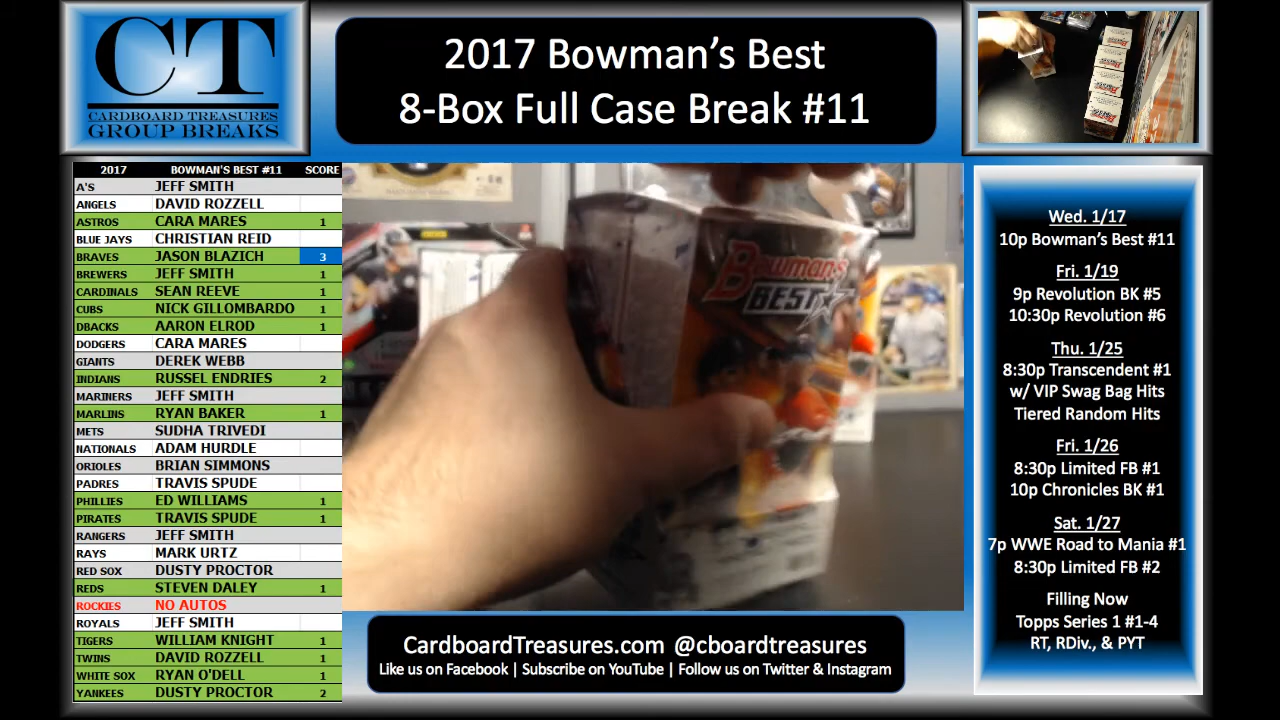 CT
CARDBOARD TREASURES
GROUP BREAKS
2017 Bowman's Best
8-Box Full Case Break #11
2017 BOWMAN'S BEST #11 SCORE
A'S JEFF SMITH
ANGELS DAVID ROZZELL
ASTROS CARA MARES 1
BLUE JAYS CHRISTIAN REID
BRAVES JASON BLAZICH 3
BREWERS JEFF SMITH 1
CARDINALS SEAN REEVE 1
CUBS NICK GILLOMBARDO 1
DBACKS AARON ELROD 1
DODGERS CARA MARES
GIANTS DEREK WEBB
INDIANS RUSSEL ENDRIES 2
MARINERS JEFF SMITH
MARLINS RYAN BAKER 1
METS SUDHA TRIVEDI
NATIONALS ADAM HURDLE
ORIOLES BRIAN SIMMONS
PADRES TRAVIS SPUDE
PHILLIES ED WILLIAMS 1
PIRATES TRAVIS SPUDE 1
RANGERS JEFF SMITH
RAYS MARK URTZ
RED SOX DUSTY PROCTOR
REDS STEVEN DALEY 1
ROCKIES NO AUTOS
ROYALS JEFF SMITH
TIGERS WILLIAM KNIGHT 1
TWINS DAVID ROZZELL 1
WHITE SOX RYAN O'DELL 1
YANKEES DUSTY PROCTOR 2
Bowman's
BEST
CardboardTreasures.com @cboardtreasures
Like us on Facebook | Subscribe on YouTube | Follow us on Twitter & Instagram
Wed. 1/17
10p Bowman's Best #11
Fri. 1/19
9p Revolution BK #5
10:30p Revolution #6
Thu. 1/25
8:30p Transcendent #1
w/ VIP Swag Bag Hits
Tiered Random Hits
Fri. 1/26
8:30p Limited FB #1
10p Chronicles BK #1
Sat. 1/27
7p WWE Road to Mania #1
8:30p Limited FB #2
Filling Now
Topps Series 1 #1-4
RT, RDiv., & PYT